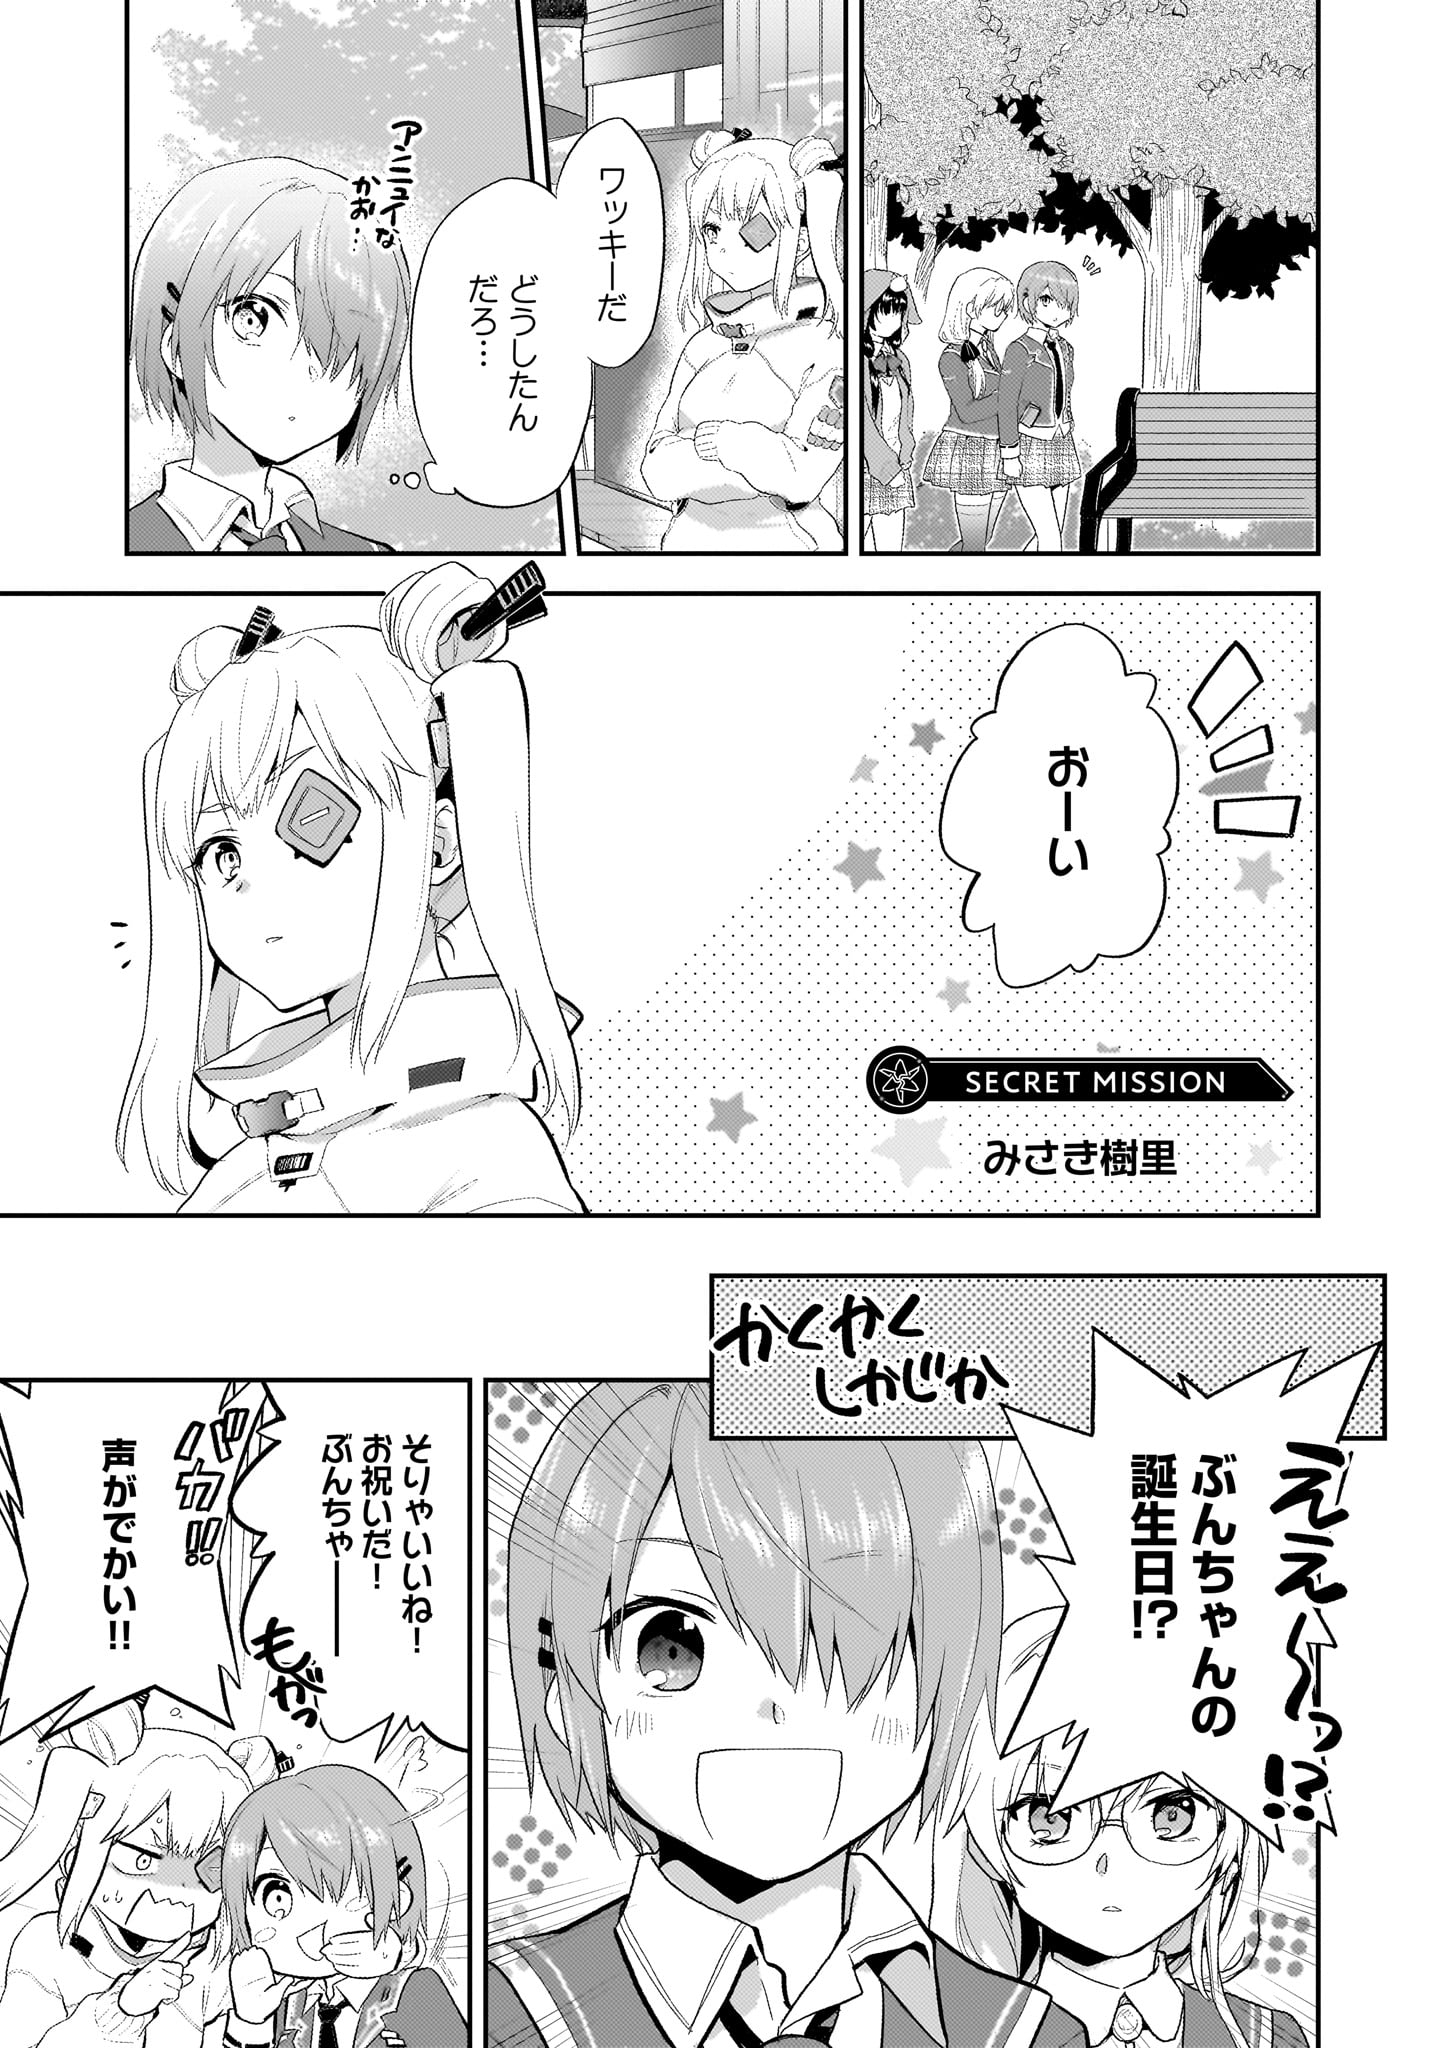 ワッキーだ
どうしたん
だろ…
アンニュイな
かお…
おーい
SECRET MISSION
みさき樹里
かくかく
しかじか
ええ〜っ!?
ぶんちゃんの
誕生日!?
そりゃいいね!
お祝いだ!
ぶんちゃ――
もがっ
バカ!!
声がでかい!!